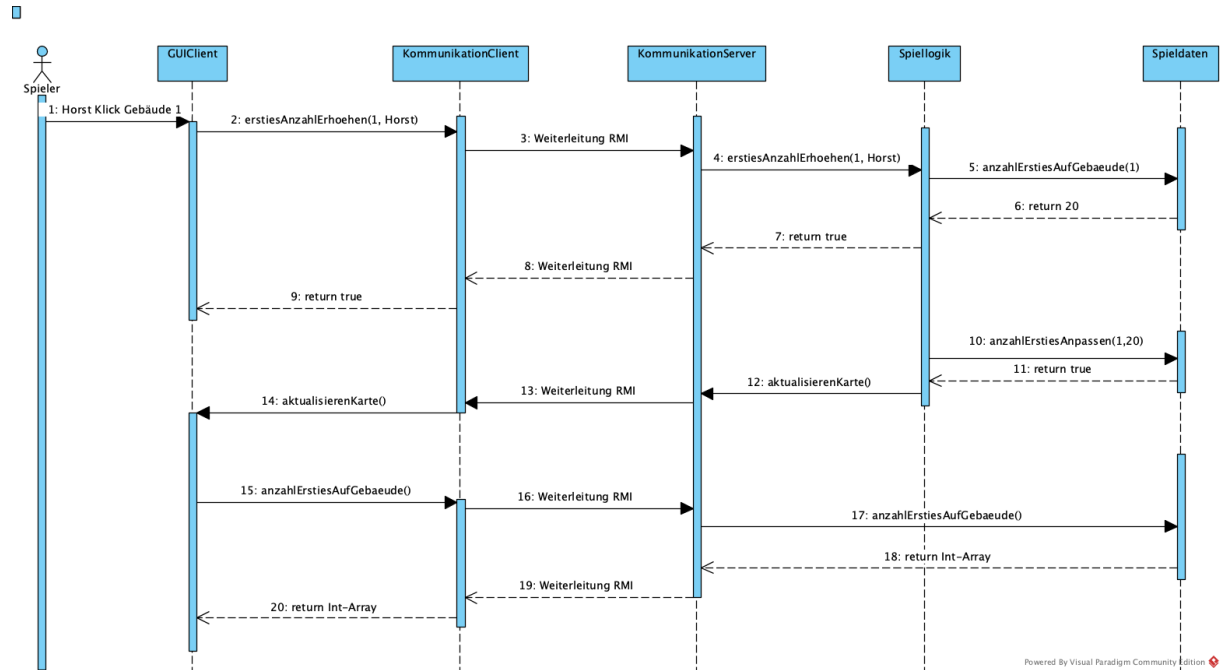 GUIClient
KommunikationClient
KommunikationServer
Spiellogik
Spieldaten
Spieler
1: Horst Klick Gebäude 1
2: erstiesAnzahlErhoehen(1, Horst)
3: Weiterleitung RMI
4: erstiesAnzahlErhoehen(1, Horst)
5: anzahlErstiesAufGebaeude(1)
6: return 20
7: return true
8: Weiterleitung RMI
9: return true
10: anzahlErstiesAnpassen(1,20)
11: return true
12: aktualisierenKarte()
13: Weiterleitung RMI
14: aktualisierenKarte()
15: anzahlErstiesAufGebaeude()
16: Weiterleitung RMI
17: anzahlErstiesAufGebaeude()
18: return Int-Array
19: Weiterleitung RMI
20: return Int-Array
Powered By Visual Paradigm Community Edition